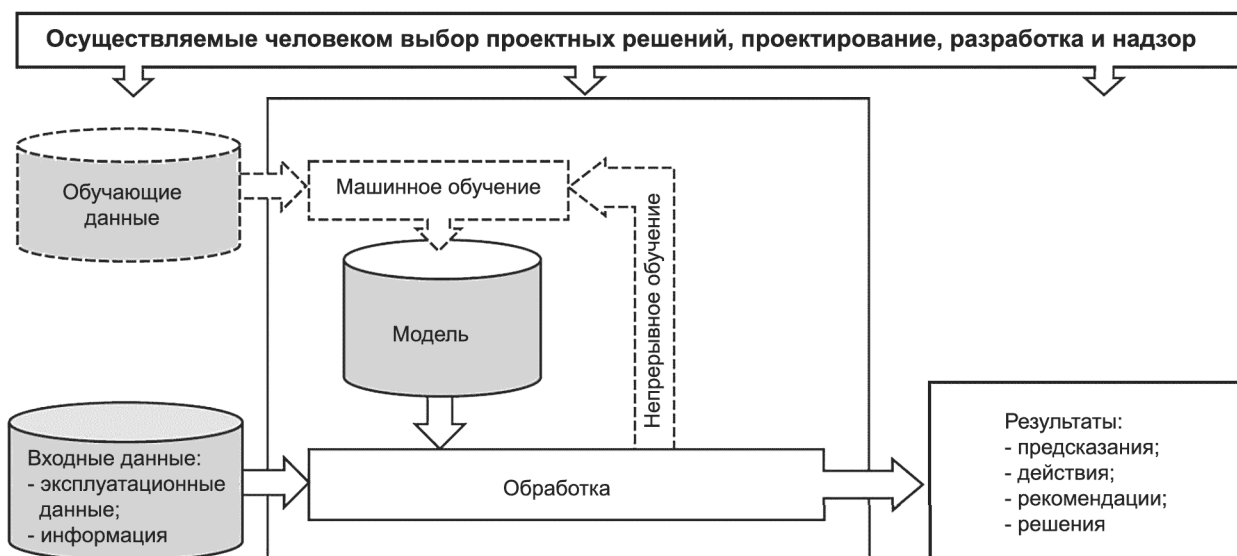 Осуществляемые человеком выбор проектных решений, проектирование, разработка и надзор
Обучающие
данные
Машинное обучение
Непрерывное обучение
Модель
Входные данные:
- эксплуатационные
данные;
- информация
Обработка
Результаты:
- предсказания;
- действия;
- рекомендации;
- решения